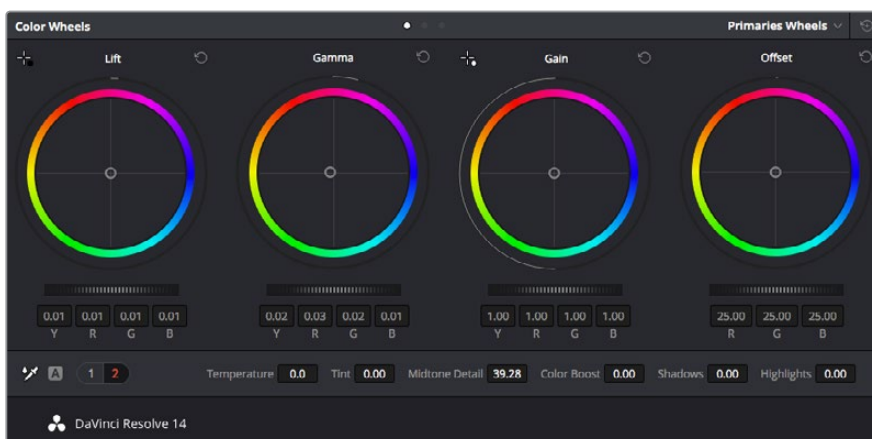 Color Wheels Primaries Wheels
Lift Gamma Gain Offset
0.01 0.01 0.01 0.01 0.02 0.03 0.02 0.01 1.00 1.00 1.00 1.00 25.00 25.00 25.00
Y R G B Y R G B Y R G B R G B
A 1 2 Temperature 0.0 Tint 0.00 Midtone Detail 39.28 Color Boost 0.00 Shadows 0.00 Highlights 0.00
DaVinci Resolve 14